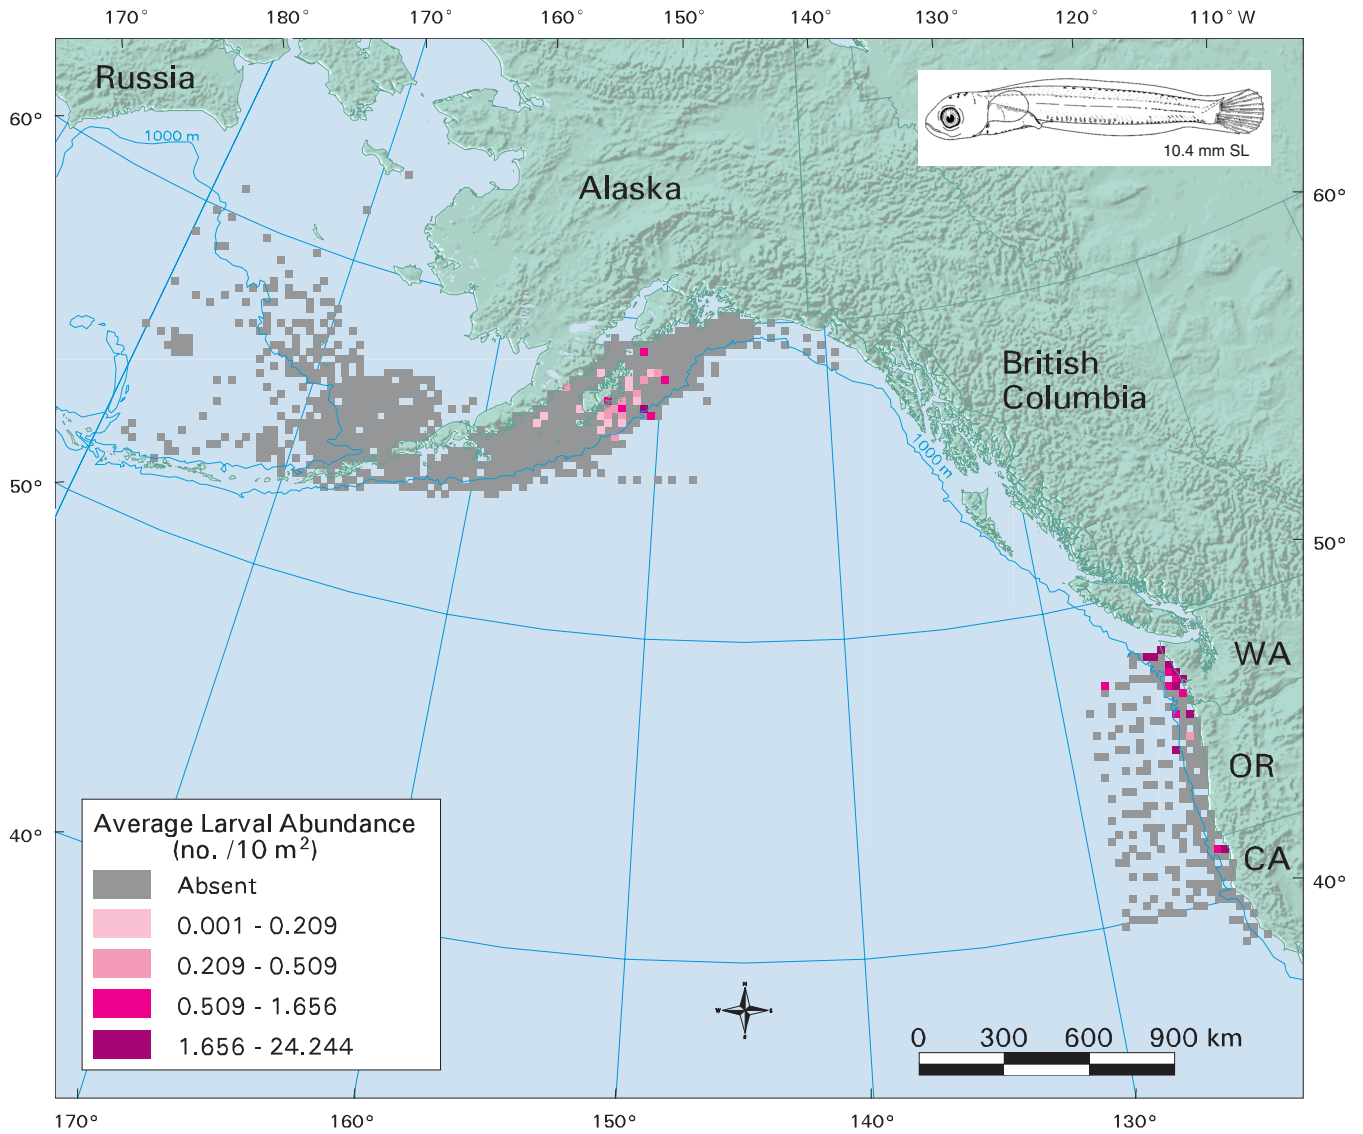 170° 180° 170° 160° 150° 140° 130° 120° 110° W
Russia
1000 m
10.4 mm SL
Alaska
60°
60°
British
Columbia
1000 m
50°
50°
WA
OR
CA
40°
40°
Average Larval Abundance
(no. /10 m²)
Absent
0.001 - 0.209
0.209 - 0.509
0.509 - 1.656
1.656 - 24.244
N
W
S
0 300 600 900 km
170° 160° 150° 140° 130°